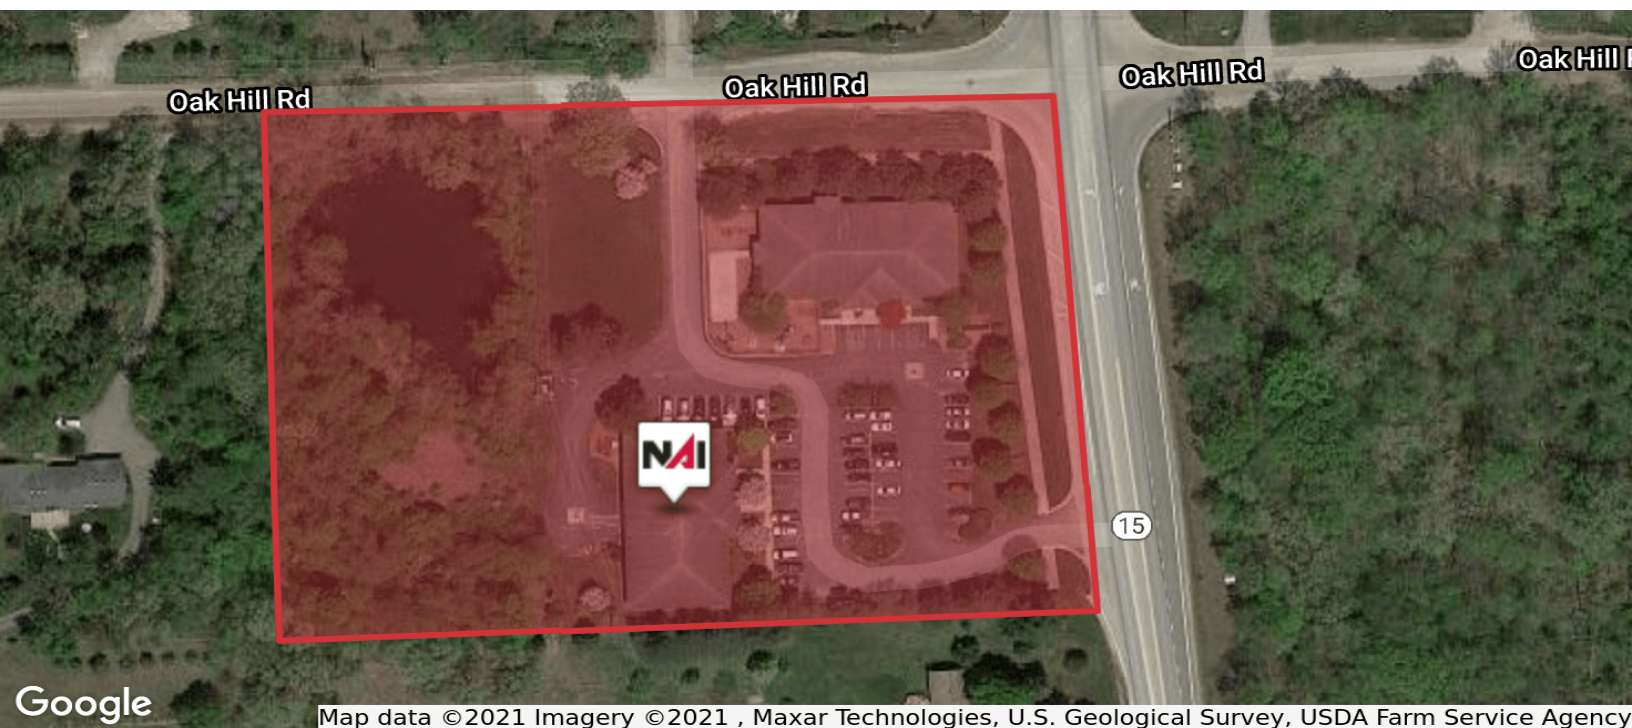 Oak Hill Rd
Oak Hill Rd
Oak Hill Rd
Oak Hill
NAI
15
Google
Map data ©2021 Imagery ©2021 , Maxar Technologies, U.S. Geological Survey, USDA Farm Service Agency